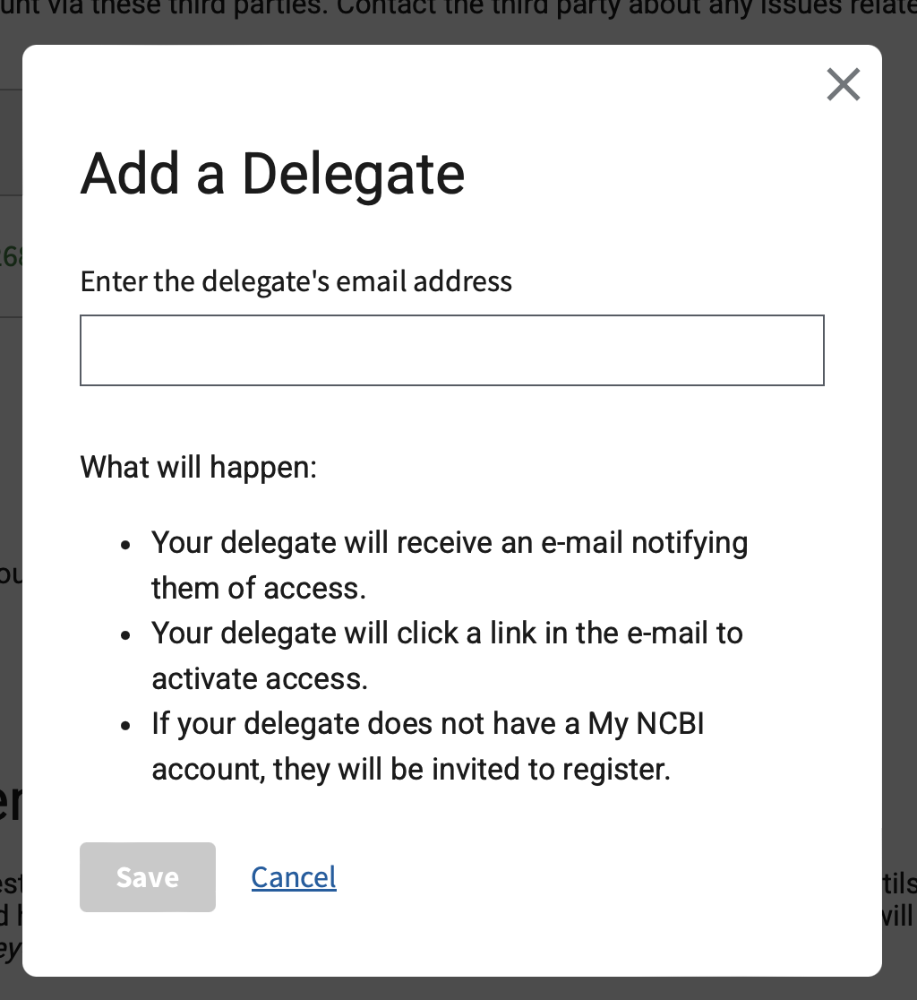 via these third parties. Contact the third party about any issues
Add a Delegate
Enter the delegate's email address
What will happen:
• Your delegate will receive an e-mail notifying
them of access.
• Your delegate will click a link in the e-mail to
activate access.
• If your delegate does not have a My NCBI
account, they will be invited to register.
Save Cancel
will